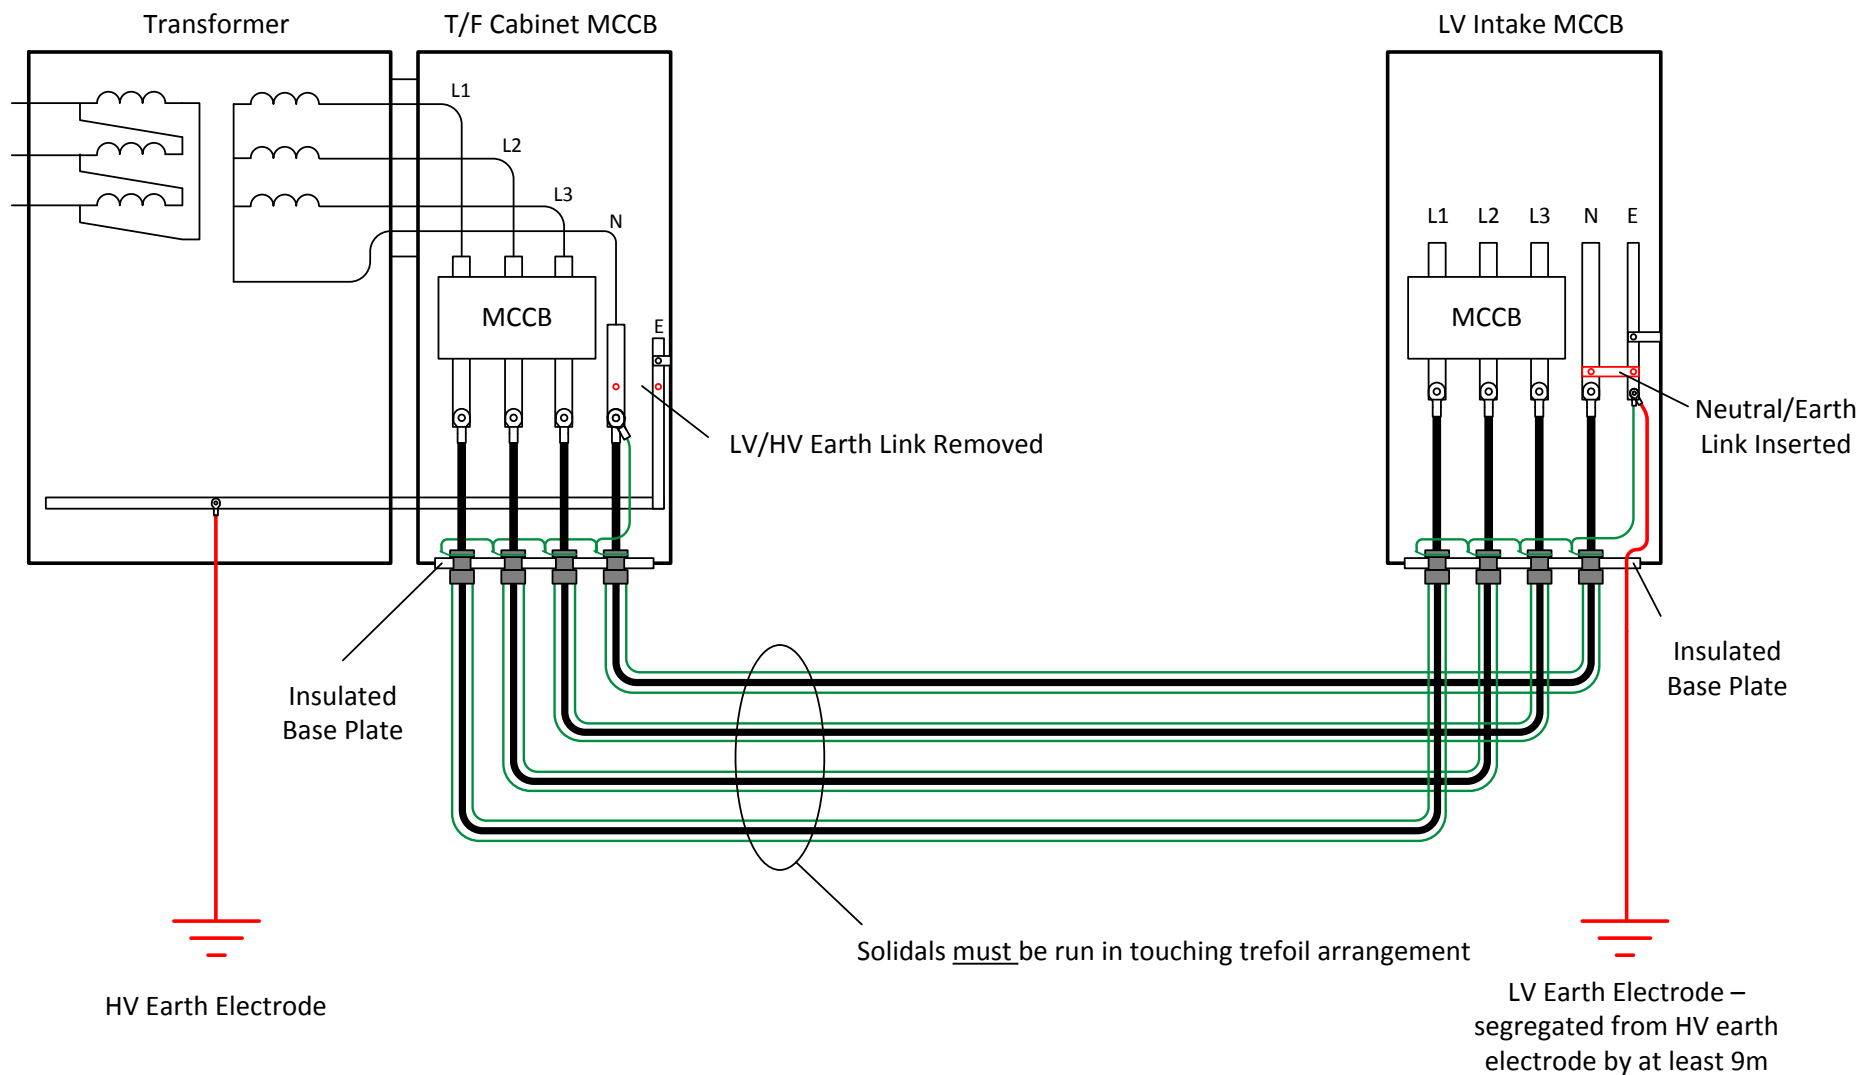 Transformer
T/F Cabinet MCCB
LV Intake MCCB
L1
L2
L3
N
E
MCCB
L1 L2 L3 N E
MCCB
LV/HV Earth Link Removed
Neutral/Earth
Link Inserted
Insulated
Base Plate
Insulated
Base Plate
Solidals must be run in touching trefoil arrangement
HV Earth Electrode
LV Earth Electrode –
segregated from HV earth
electrode by at least 9m